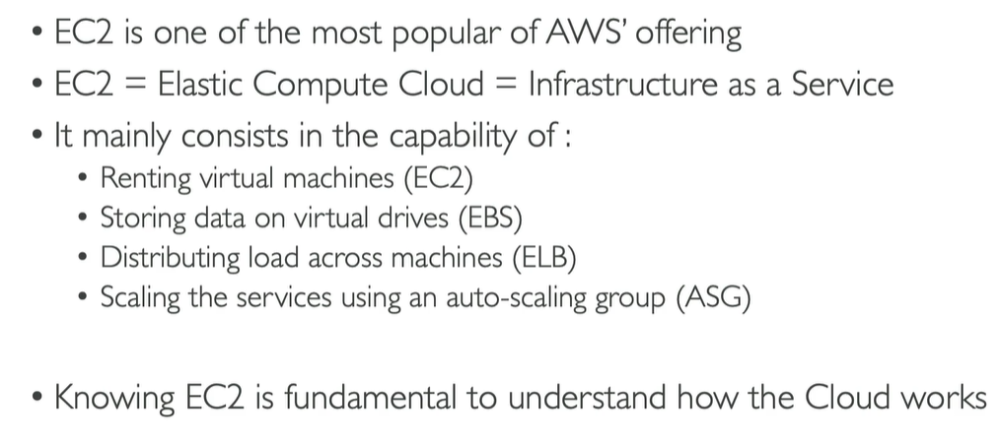 • EC2 is one of the most popular of AWS’ offering
• EC2 = Elastic Compute Cloud = Infrastructure as a Service
• It mainly consists in the capability of :
• Renting virtual machines (EC2)
• Storing data on virtual drives (EBS)
• Distributing load across machines (ELB)
• Scaling the services using an auto-scaling group (ASG)
• Knowing EC2 is fundamental to understand how the Cloud works